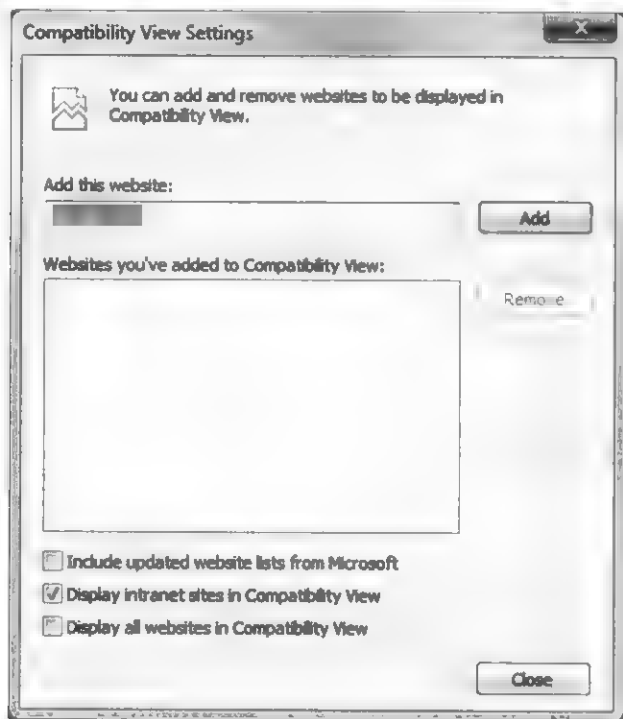 Compatibility View Settings
X
You can add and remove websites to be displayed in
Compatibility View.
Add this website:
Add
Websites you've added to Compatibility View:
Remove
Include updated website lists from Microsoft
Display intranet sites in Compatibility View
Display all websites in Compatibility View
Close